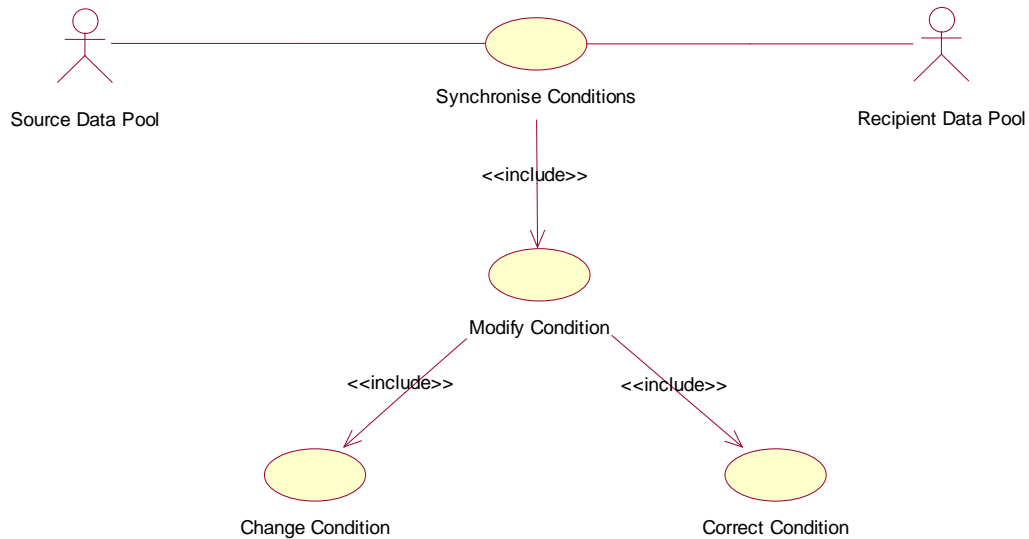 Synchronise Conditions
Source Data Pool
Recipient Data Pool
<<include>>
Modify Condition
<<include>>
<<include>>
Change Condition
Correct Condition